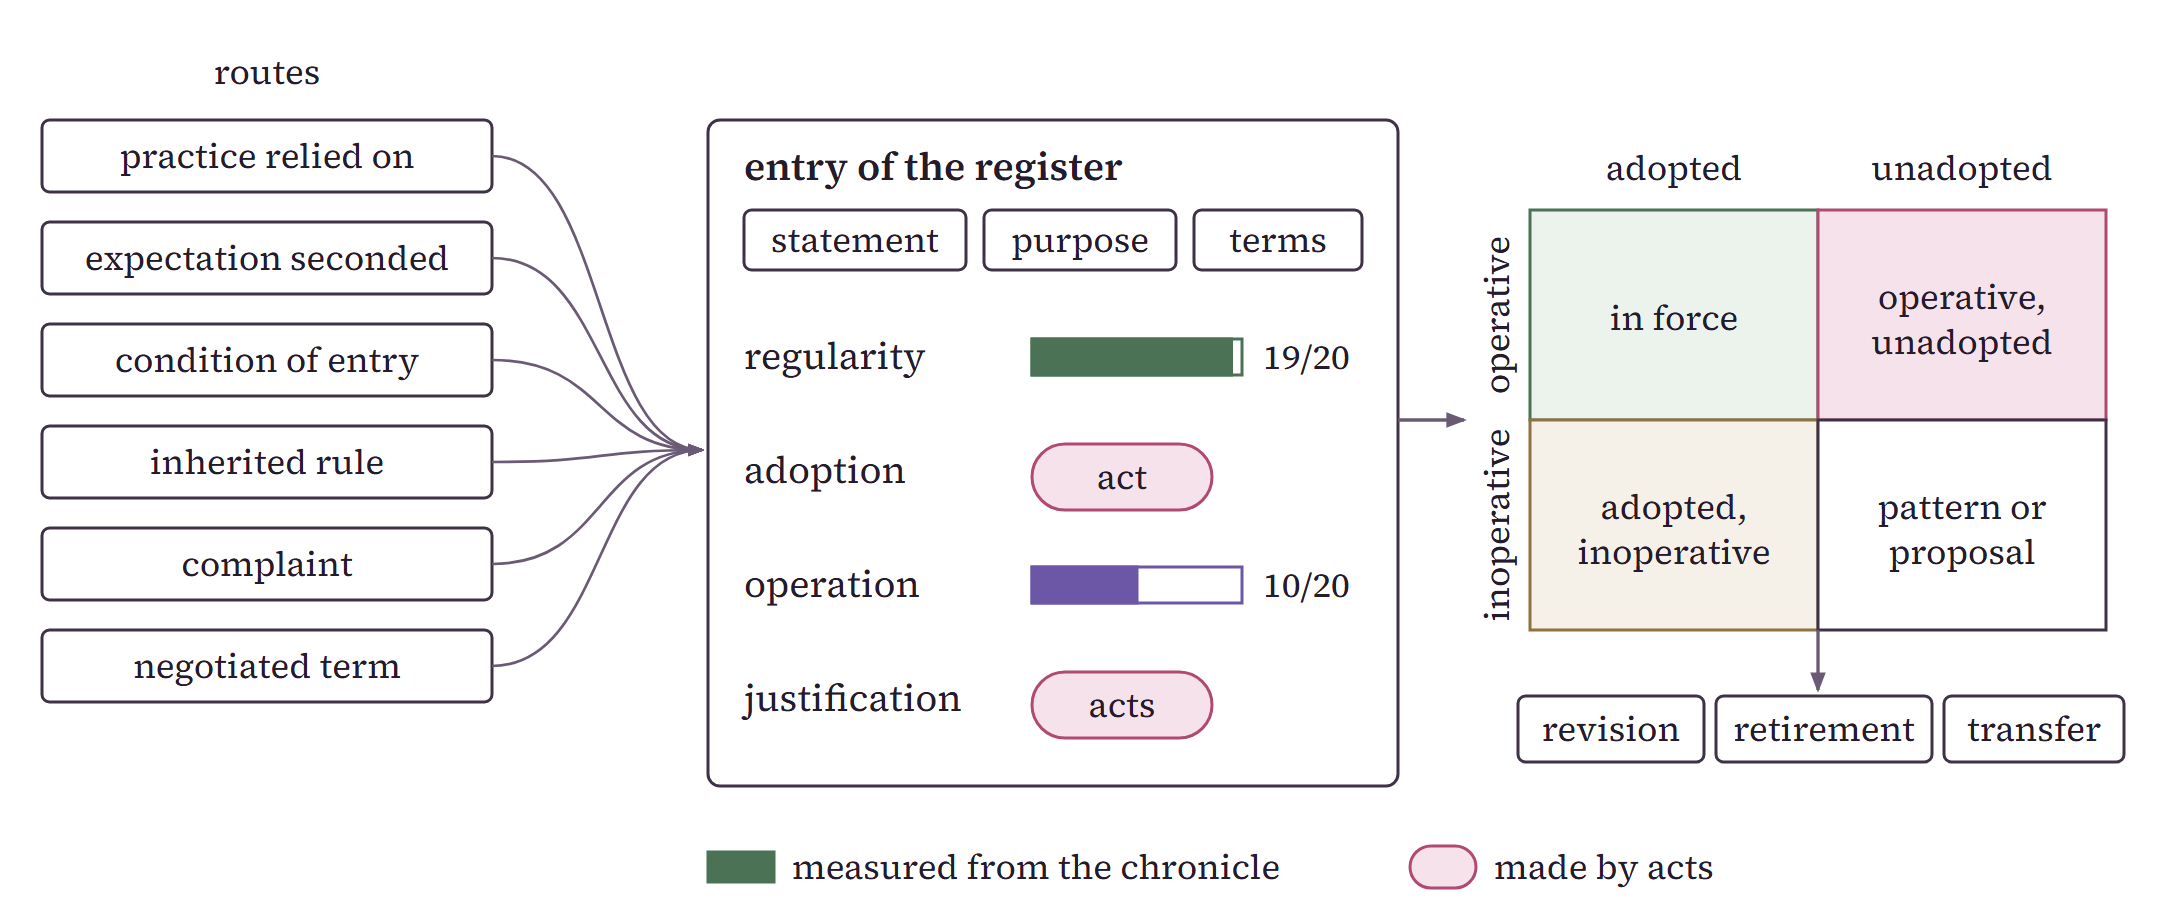 routes
practice relied on
expectation seconded
condition of entry
inherited rule
complaint
negotiated term
entry of the register
statement
purpose
terms
regularity
19/20
adoption
act
operation
10/20
justification
acts
adopted
unadopted
operative
inoperative
in force
operative,
unadopted
adopted,
inoperative
pattern or
proposal
revision
retirement
transfer
measured from the chronicle
made by acts